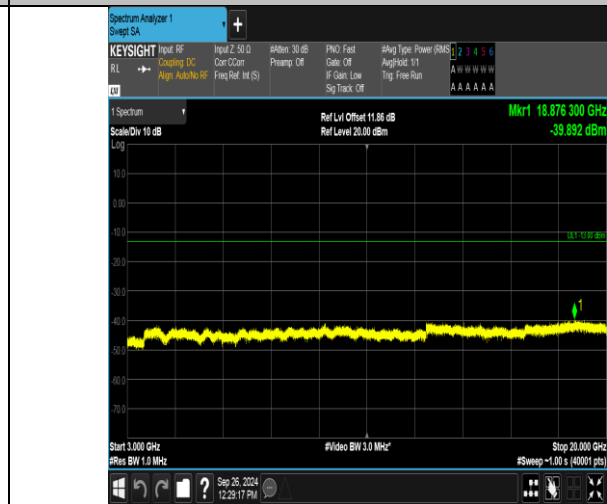 Spectrum Analyzer 1
Swept SA
+
KEYSIGHT Input: RF Input Z: 50 Ω #Atten: 30 dB PNO: Fast #Avg Type: Power (RMS 1 2 3 4 5 6
RL Coupling: DC Corr CCorr Preamp: Off Gate: Off Avg|Hold: 1/1 A W W W W W
Align: Auto/No RF Freq Ref: Int (S) IF Gain: Low Trig: Free Run
LXI Sig Track: Off A A A A A A
1 Spectrum Ref Lvl Offset 11.86 dB Mkr1 18.876 300 GHz
Scale/Div 10 dB Ref Level 20.00 dBm -39.892 dBm
Log
10.0
0.00
-10.0
DL1 -13.00 dBm
-20.0
-30.0
1
-40.0
-50.0
-60.0
-70.0
Start 3.000 GHz #Video BW 3.0 MHz* Stop 20.000 GHz
#Res BW 1.0 MHz #Sweep ~1.00 s (40001 pts)
? Sep 26, 2024
12:29:17 PM